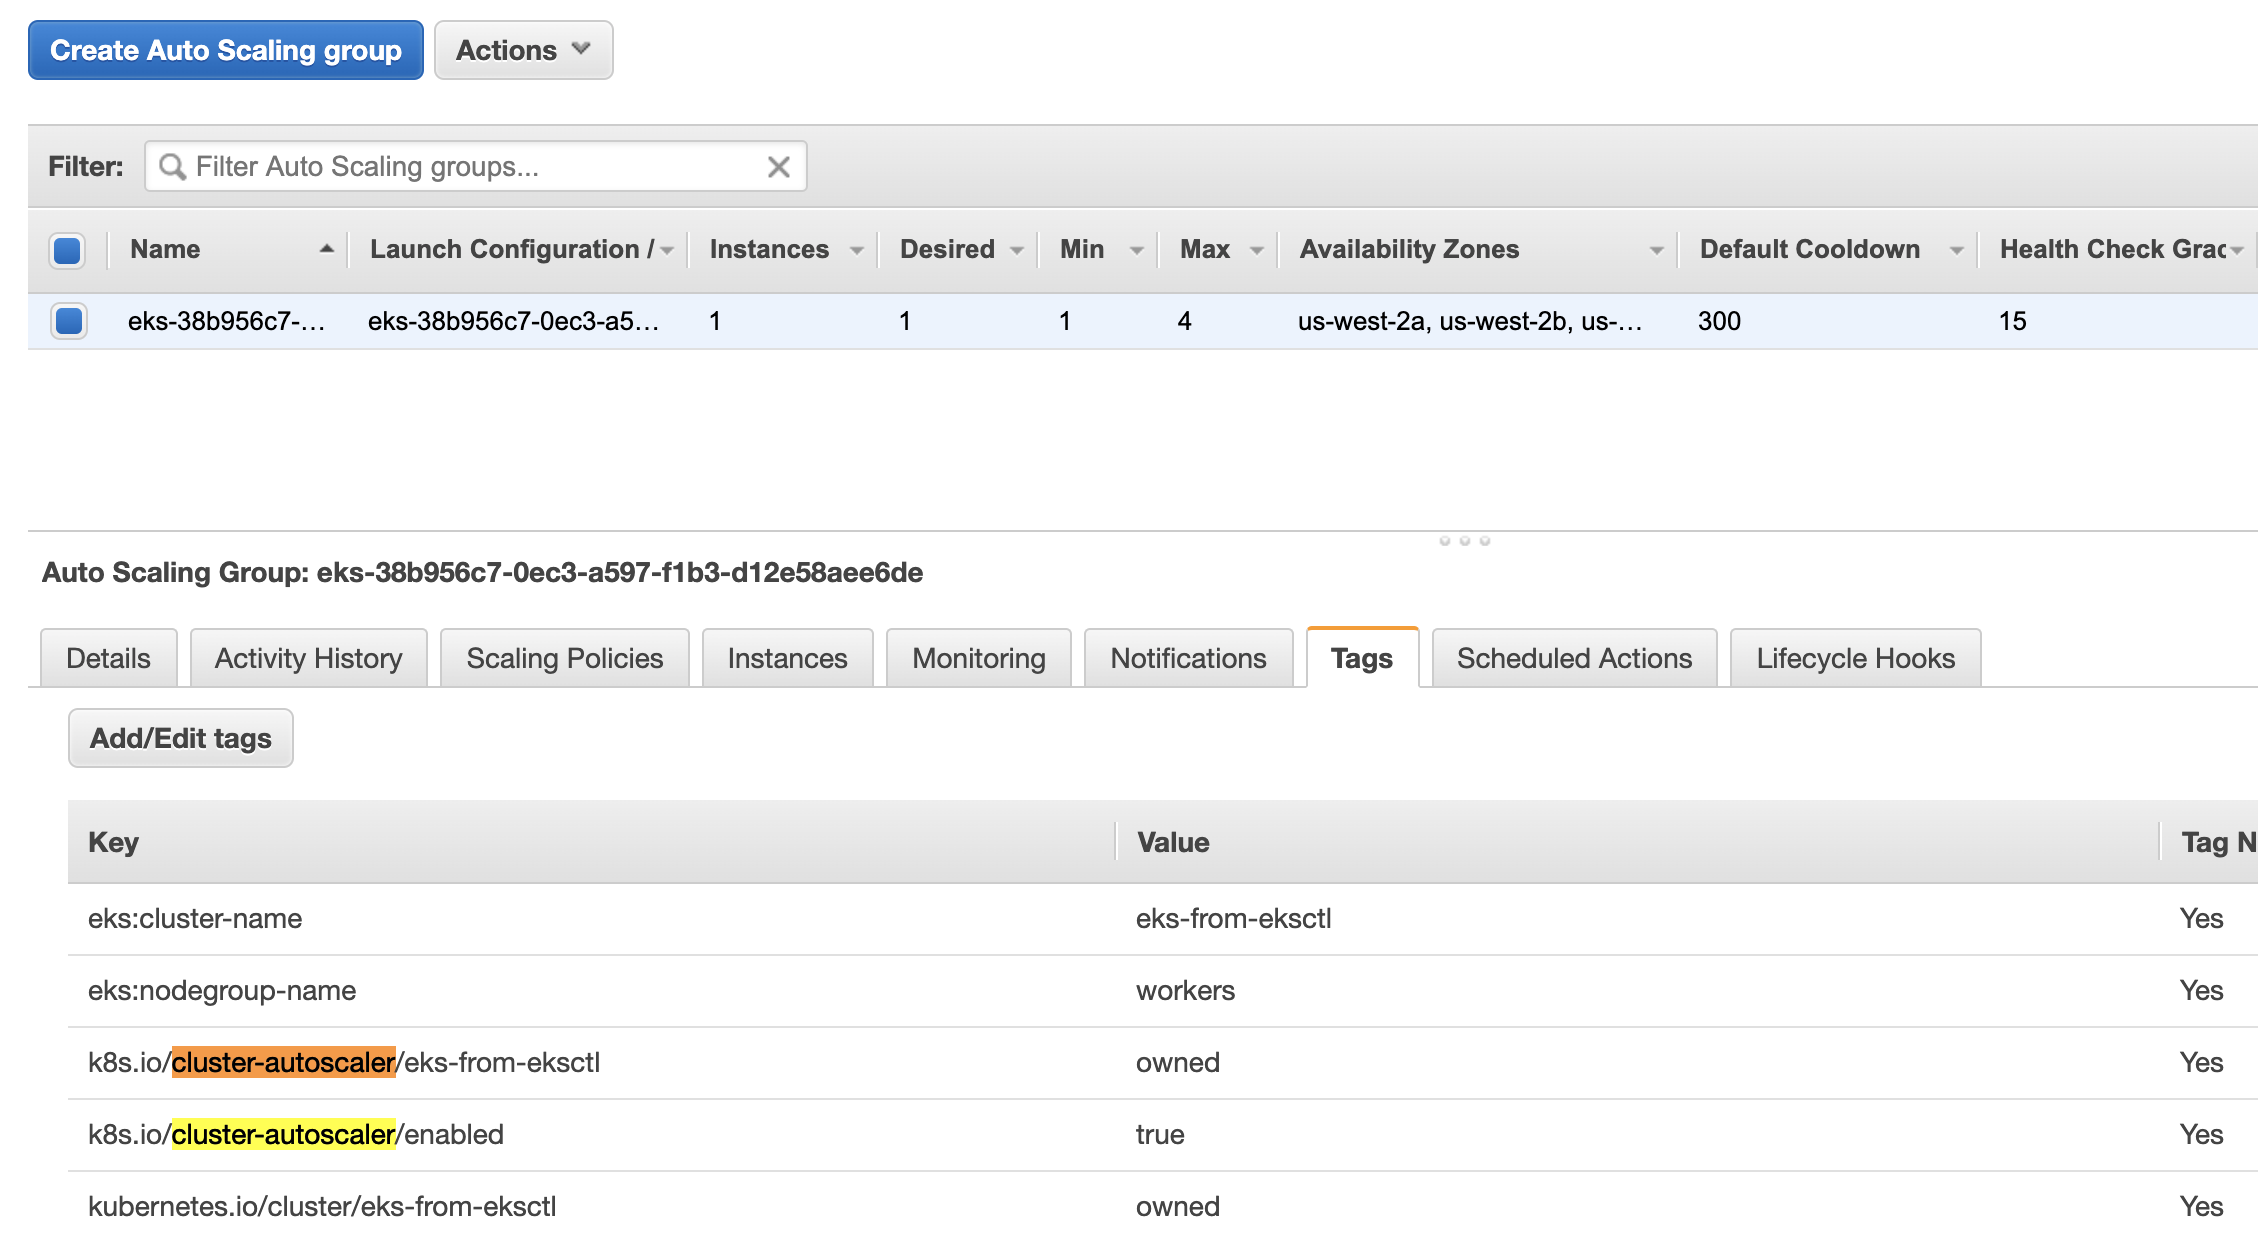 Create Auto Scaling group Actions
Filter: Filter Auto Scaling groups...
Name Launch Configuration / Instances Desired Min Max Availability Zones Default Cooldown Health Check Grac
eks-38b956c7-... eks-38b956c7-0ec3-a5... 1 1 1 4 us-west-2a, us-west-2b, us-... 300 15
Auto Scaling Group: eks-38b956c7-0ec3-a597-f1b3-d12e58aee6de
Details Activity History Scaling Policies Instances Monitoring Notifications Tags Scheduled Actions Lifecycle Hooks
Add/Edit tags
Key Value Tag N
eks:cluster-name eks-from-eksctl Yes
eks:nodegroup-name workers Yes
k8s.io/cluster-autoscaler/eks-from-eksctl owned Yes
k8s.io/cluster-autoscaler/enabled true Yes
kubernetes.io/cluster/eks-from-eksctl owned Yes